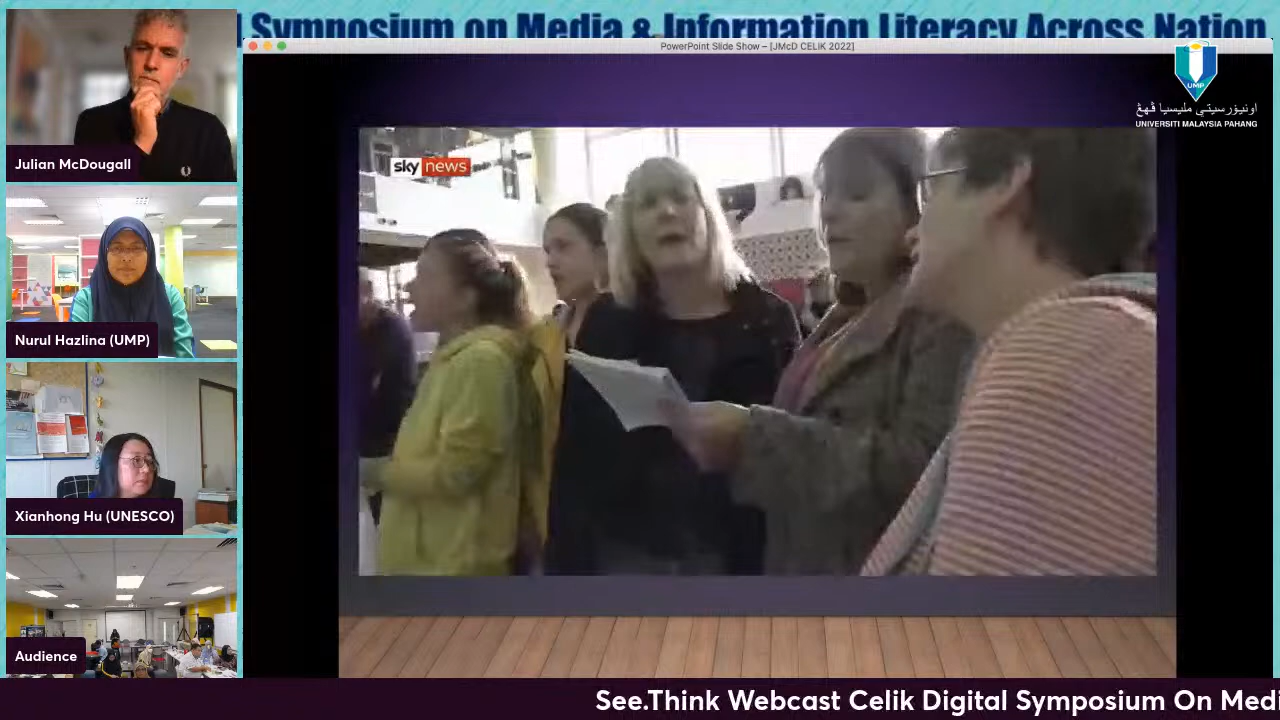 Symposium on Media & Information Literacy Across Nation
PowerPoint Slide Show – [JMcD CELIK 2022]
UMP
اونيۏرسيتي مليسيا ڤهڠ
UNIVERSITI MALAYSIA PAHANG
sky news
Julian McDougall
Nurul Hazlina (UMP)
Xianhong Hu (UNESCO)
Audience
See.Think Webcast Celik Digital Symposium On Medi